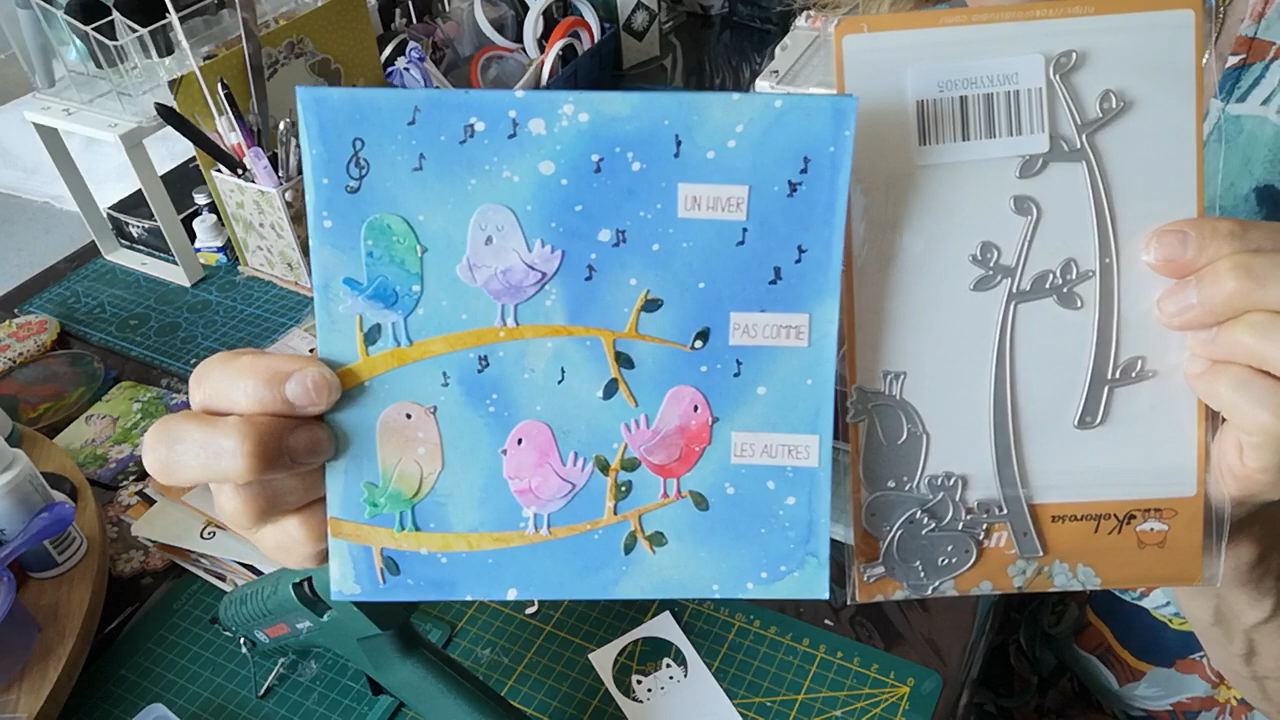 UN HIVER
PAS COMME
LES AUTRES
DMYKYH0305
Kokorosa